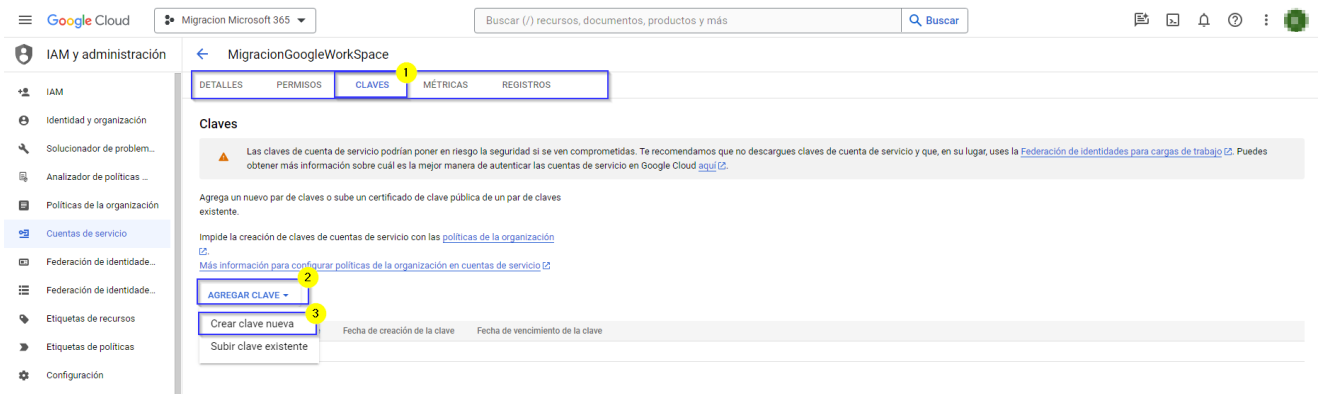 Google Cloud
Migracion Microsoft 365
Buscar (/) recursos, documentos, productos y más
Buscar
IAM y administración
MigracionGoogleWorkSpace
1
DETALLES PERMISOS CLAVES MÉTRICAS REGISTROS
IAM
Identidad y organización
Solucionador de problem...
Analizador de políticas ...
Políticas de la organización
Cuentas de servicio
Federación de identidade...
Federación de identidade...
Etiquetas de recursos
Etiquetas de políticas
Configuración
Claves
Las claves de cuenta de servicio podrían poner en riesgo la seguridad si se ven comprometidas. Te recomendamos que no descargues claves de cuenta de servicio y que, en su lugar, uses la Federación de identidades para cargas de trabajo. Puedes
obtener más información sobre cuál es la mejor manera de autenticar las cuentas de servicio en Google Cloud aquí.
Agrega un nuevo par de claves o sube un certificado de clave pública de un par de claves
existente.
Impide la creación de claves de cuentas de servicio con las políticas de la organización
.
Más información para configurar políticas de la organización en cuentas de servicio
2
AGREGAR CLAVE
3
Crear clave nueva
Fecha de creación de la clave Fecha de vencimiento de la clave
Subir clave existente